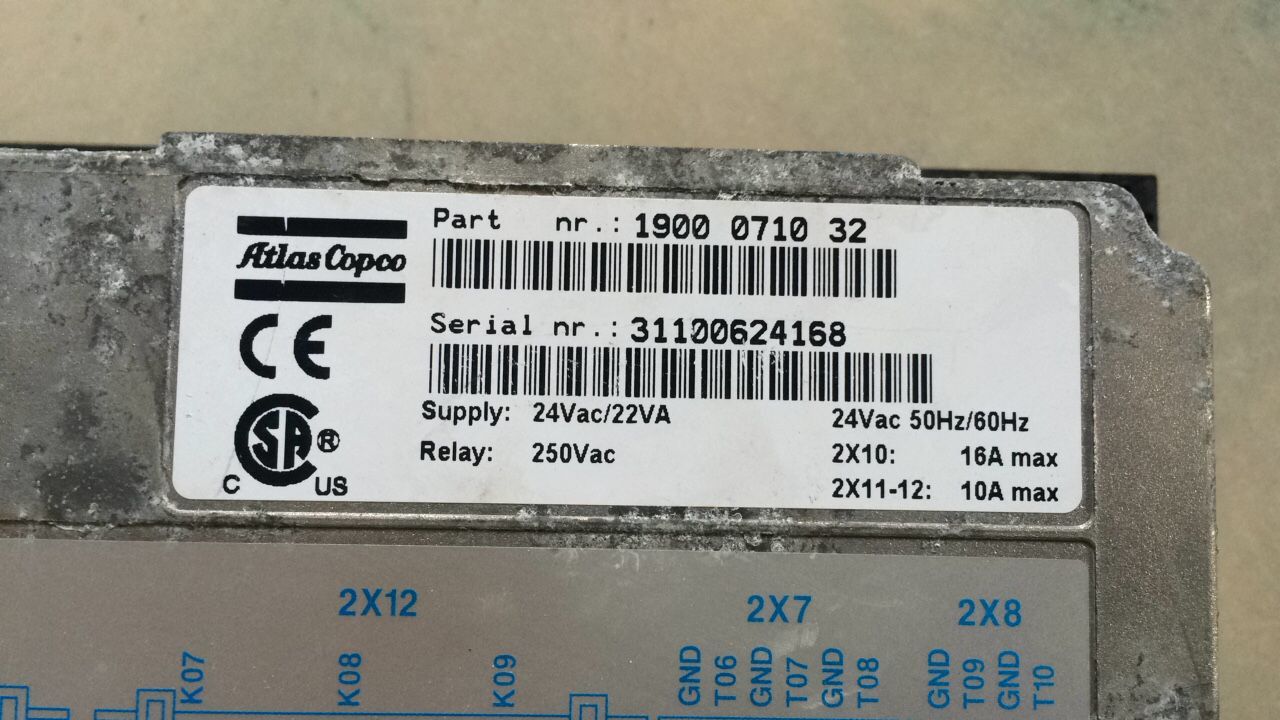 Atlas Copco
Part nr.: 1900 0710 32
Serial nr.: 31100624168
CE
Supply: 24Vac/22VA 24Vac 50Hz/60Hz
Relay: 250Vac 2X10: 16A max
2X11-12: 10A max
SA ®
C US
2X12 2X7 2X8
K07 K08 K09 GND T06 GND T07 GND T08 GND T09 GND T10